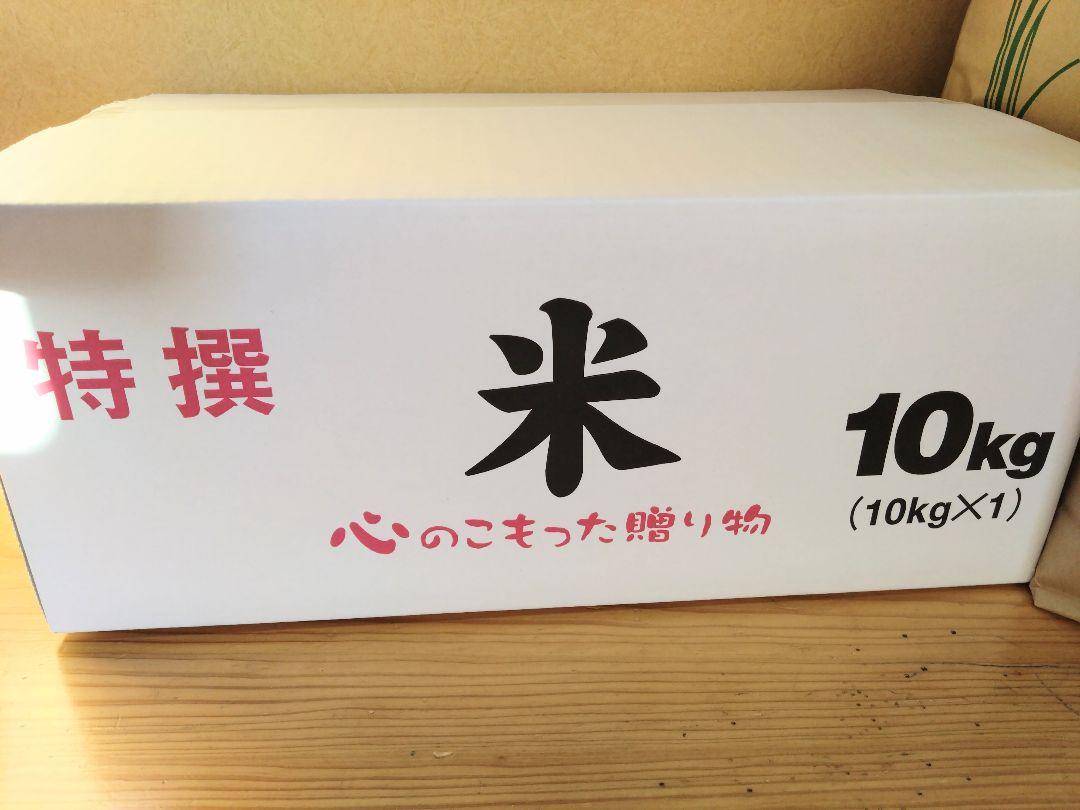 特撰
米
心のこもった贈り物
10kg
(10kg×1)